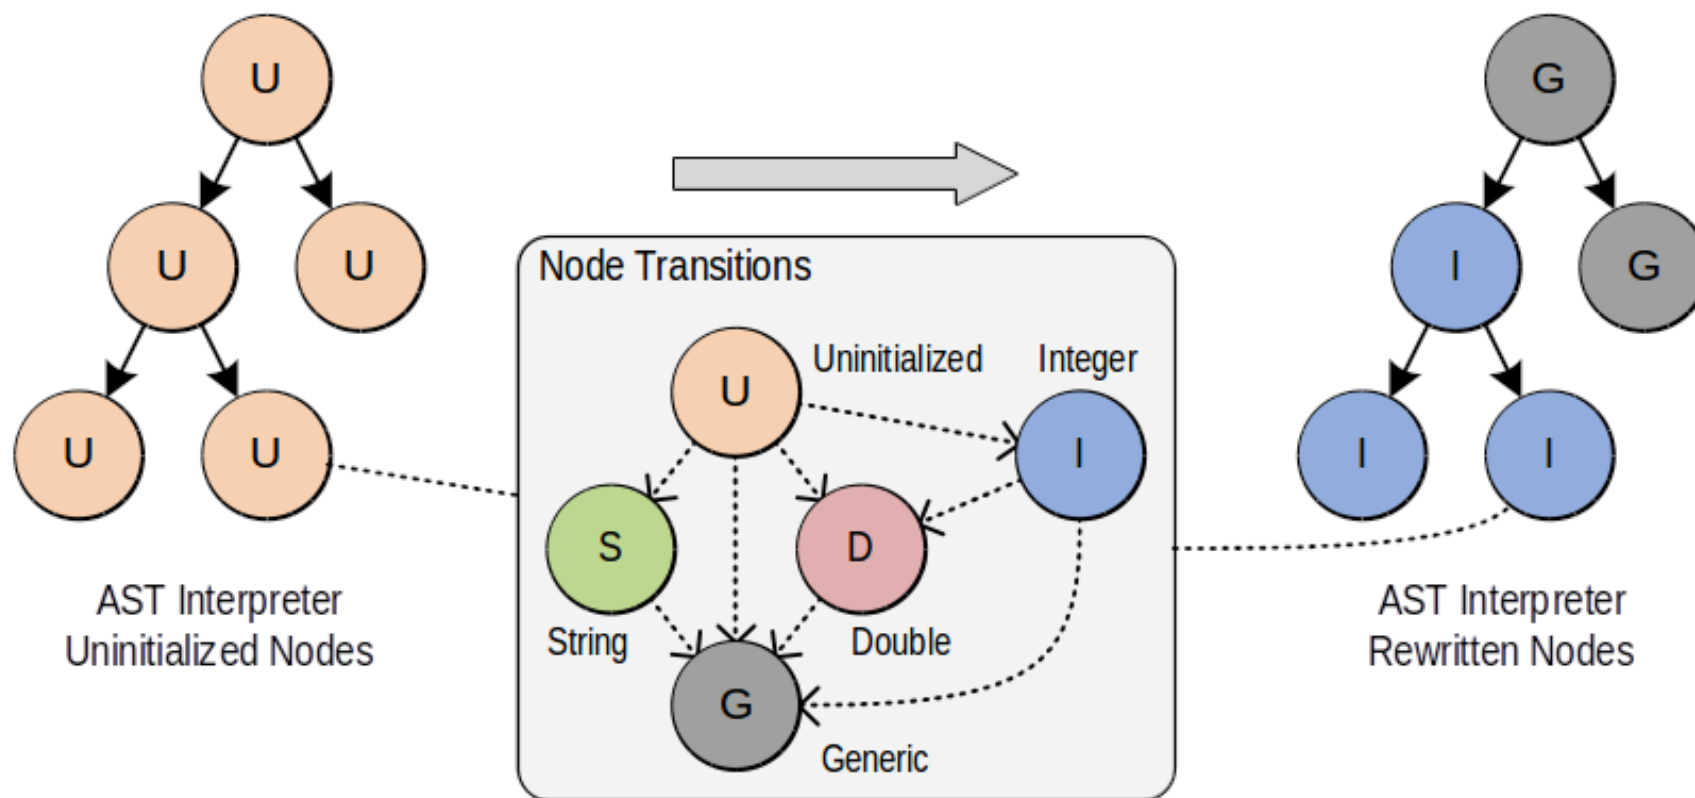 U
U
U
U
U
AST Interpreter
Uninitialized Nodes
Node Transitions
U
Uninitialized
Integer
I
S
D
String
Double
G
Generic
G
I
G
I
I
AST Interpreter
Rewritten Nodes